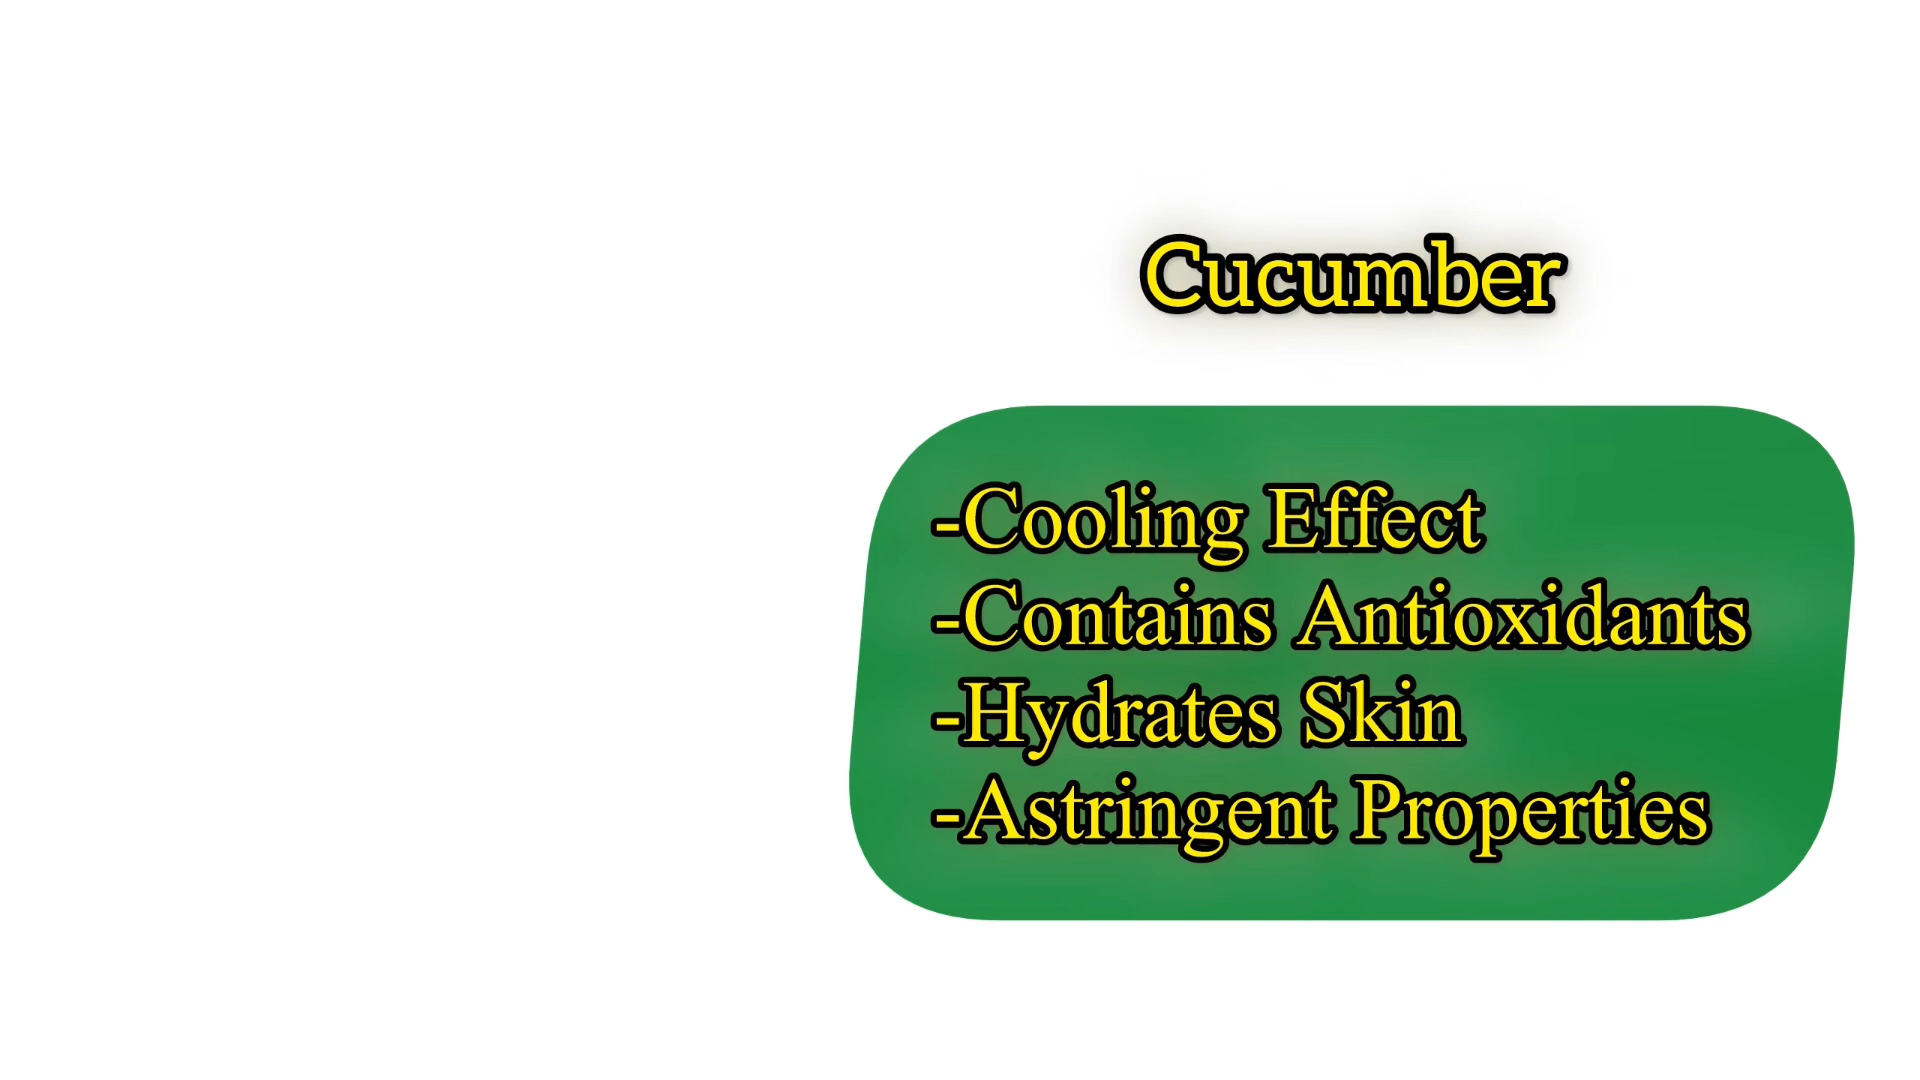 Cucumber
-Cooling Effect
-Contains Antioxidants
-Hydrates Skin
-Astringent Properties